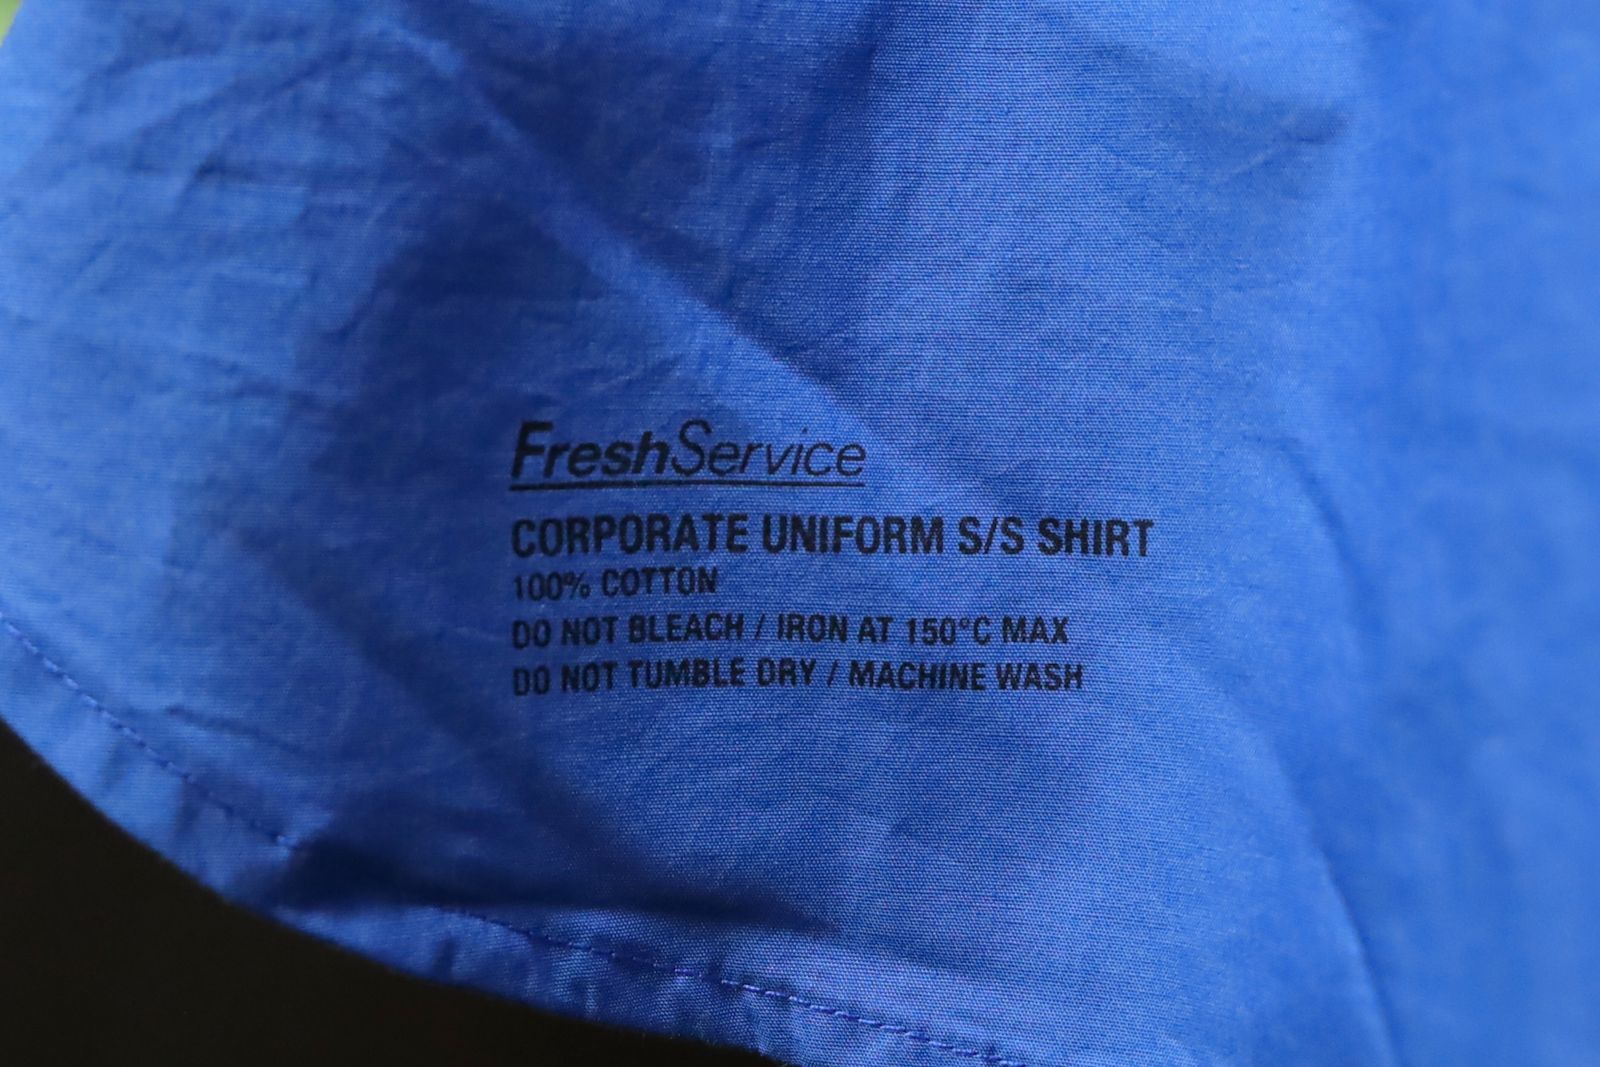 FreshService
CORPORATE UNIFORM S/S SHIRT
100% COTTON
DO NOT BLEACH / IRON AT 150°C MAX
DO NOT TUMBLE DRY / MACHINE WASH